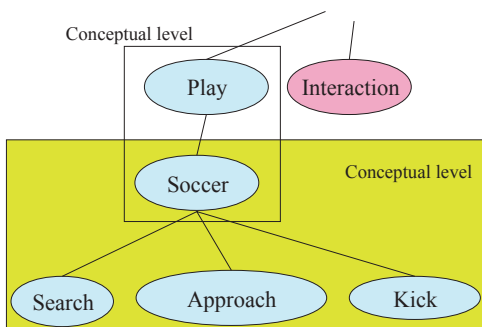 Conceptual level
Play
Interaction
Soccer
Conceptual level
Search
Approach
Kick